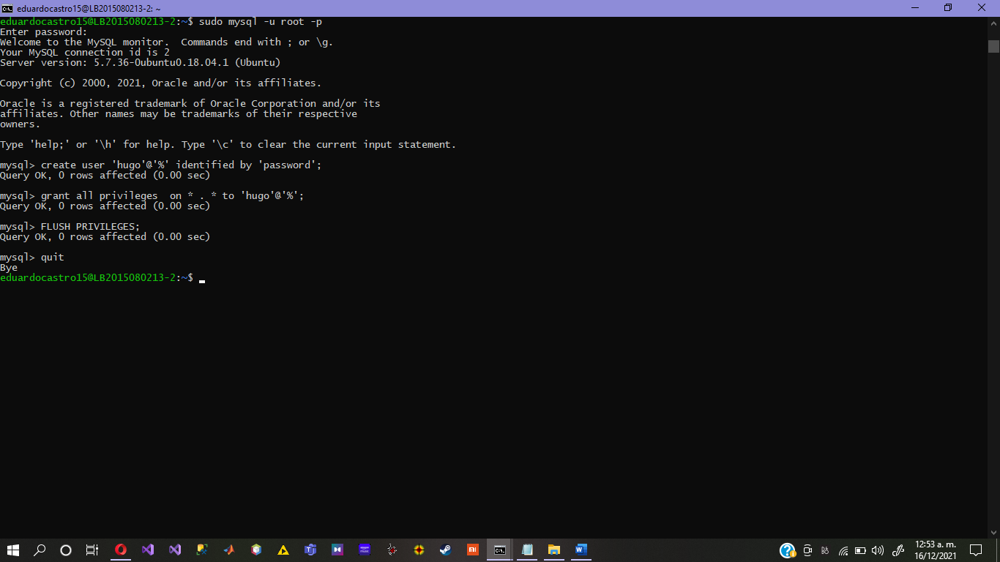 eduardocastro15@LB2015080213-2: ~
eduardocastro15@LB2015080213-2:~$ sudo mysql -u root -p
Enter password:
Welcome to the MySQL monitor.  Commands end with ; or \g.
Your MySQL connection id is 2
Server version: 5.7.36-0ubuntu0.18.04.1 (Ubuntu)
Copyright (c) 2000, 2021, Oracle and/or its affiliates.
Oracle is a registered trademark of Oracle Corporation and/or its
affiliates. Other names may be trademarks of their respective
owners.
Type 'help;' or '\h' for help. Type '\c' to clear the current input statement.
mysql> create user 'hugo'@'%' identified by 'password';
Query OK, 0 rows affected (0.00 sec)
mysql> grant all privileges  on * . * to 'hugo'@'%';
Query OK, 0 rows affected (0.00 sec)
mysql> FLUSH PRIVILEGES;
Query OK, 0 rows affected (0.00 sec)
mysql> quit
Bye
eduardocastro15@LB2015080213-2:~$
12:53 a. m.
16/12/2021